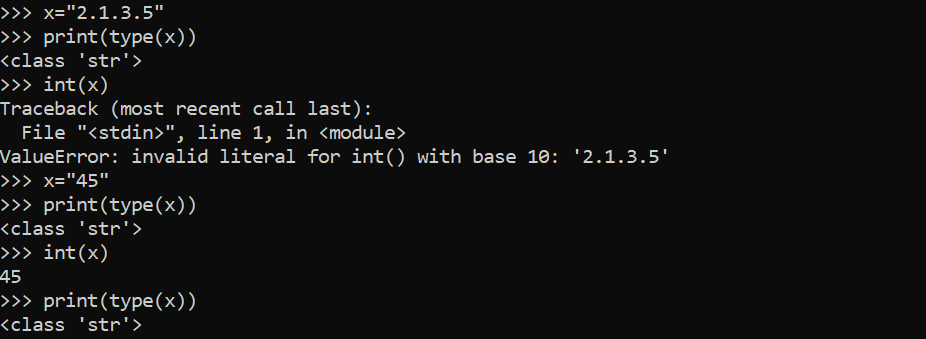 >>> x="2.1.3.5"
>>> print(type(x))
<class 'str'>
>>> int(x)
Traceback (most recent call last):
  File "<stdin>", line 1, in <module>
ValueError: invalid literal for int() with base 10: '2.1.3.5'
>>> x="45"
>>> print(type(x))
<class 'str'>
>>> int(x)
45
>>> print(type(x))
<class 'str'>